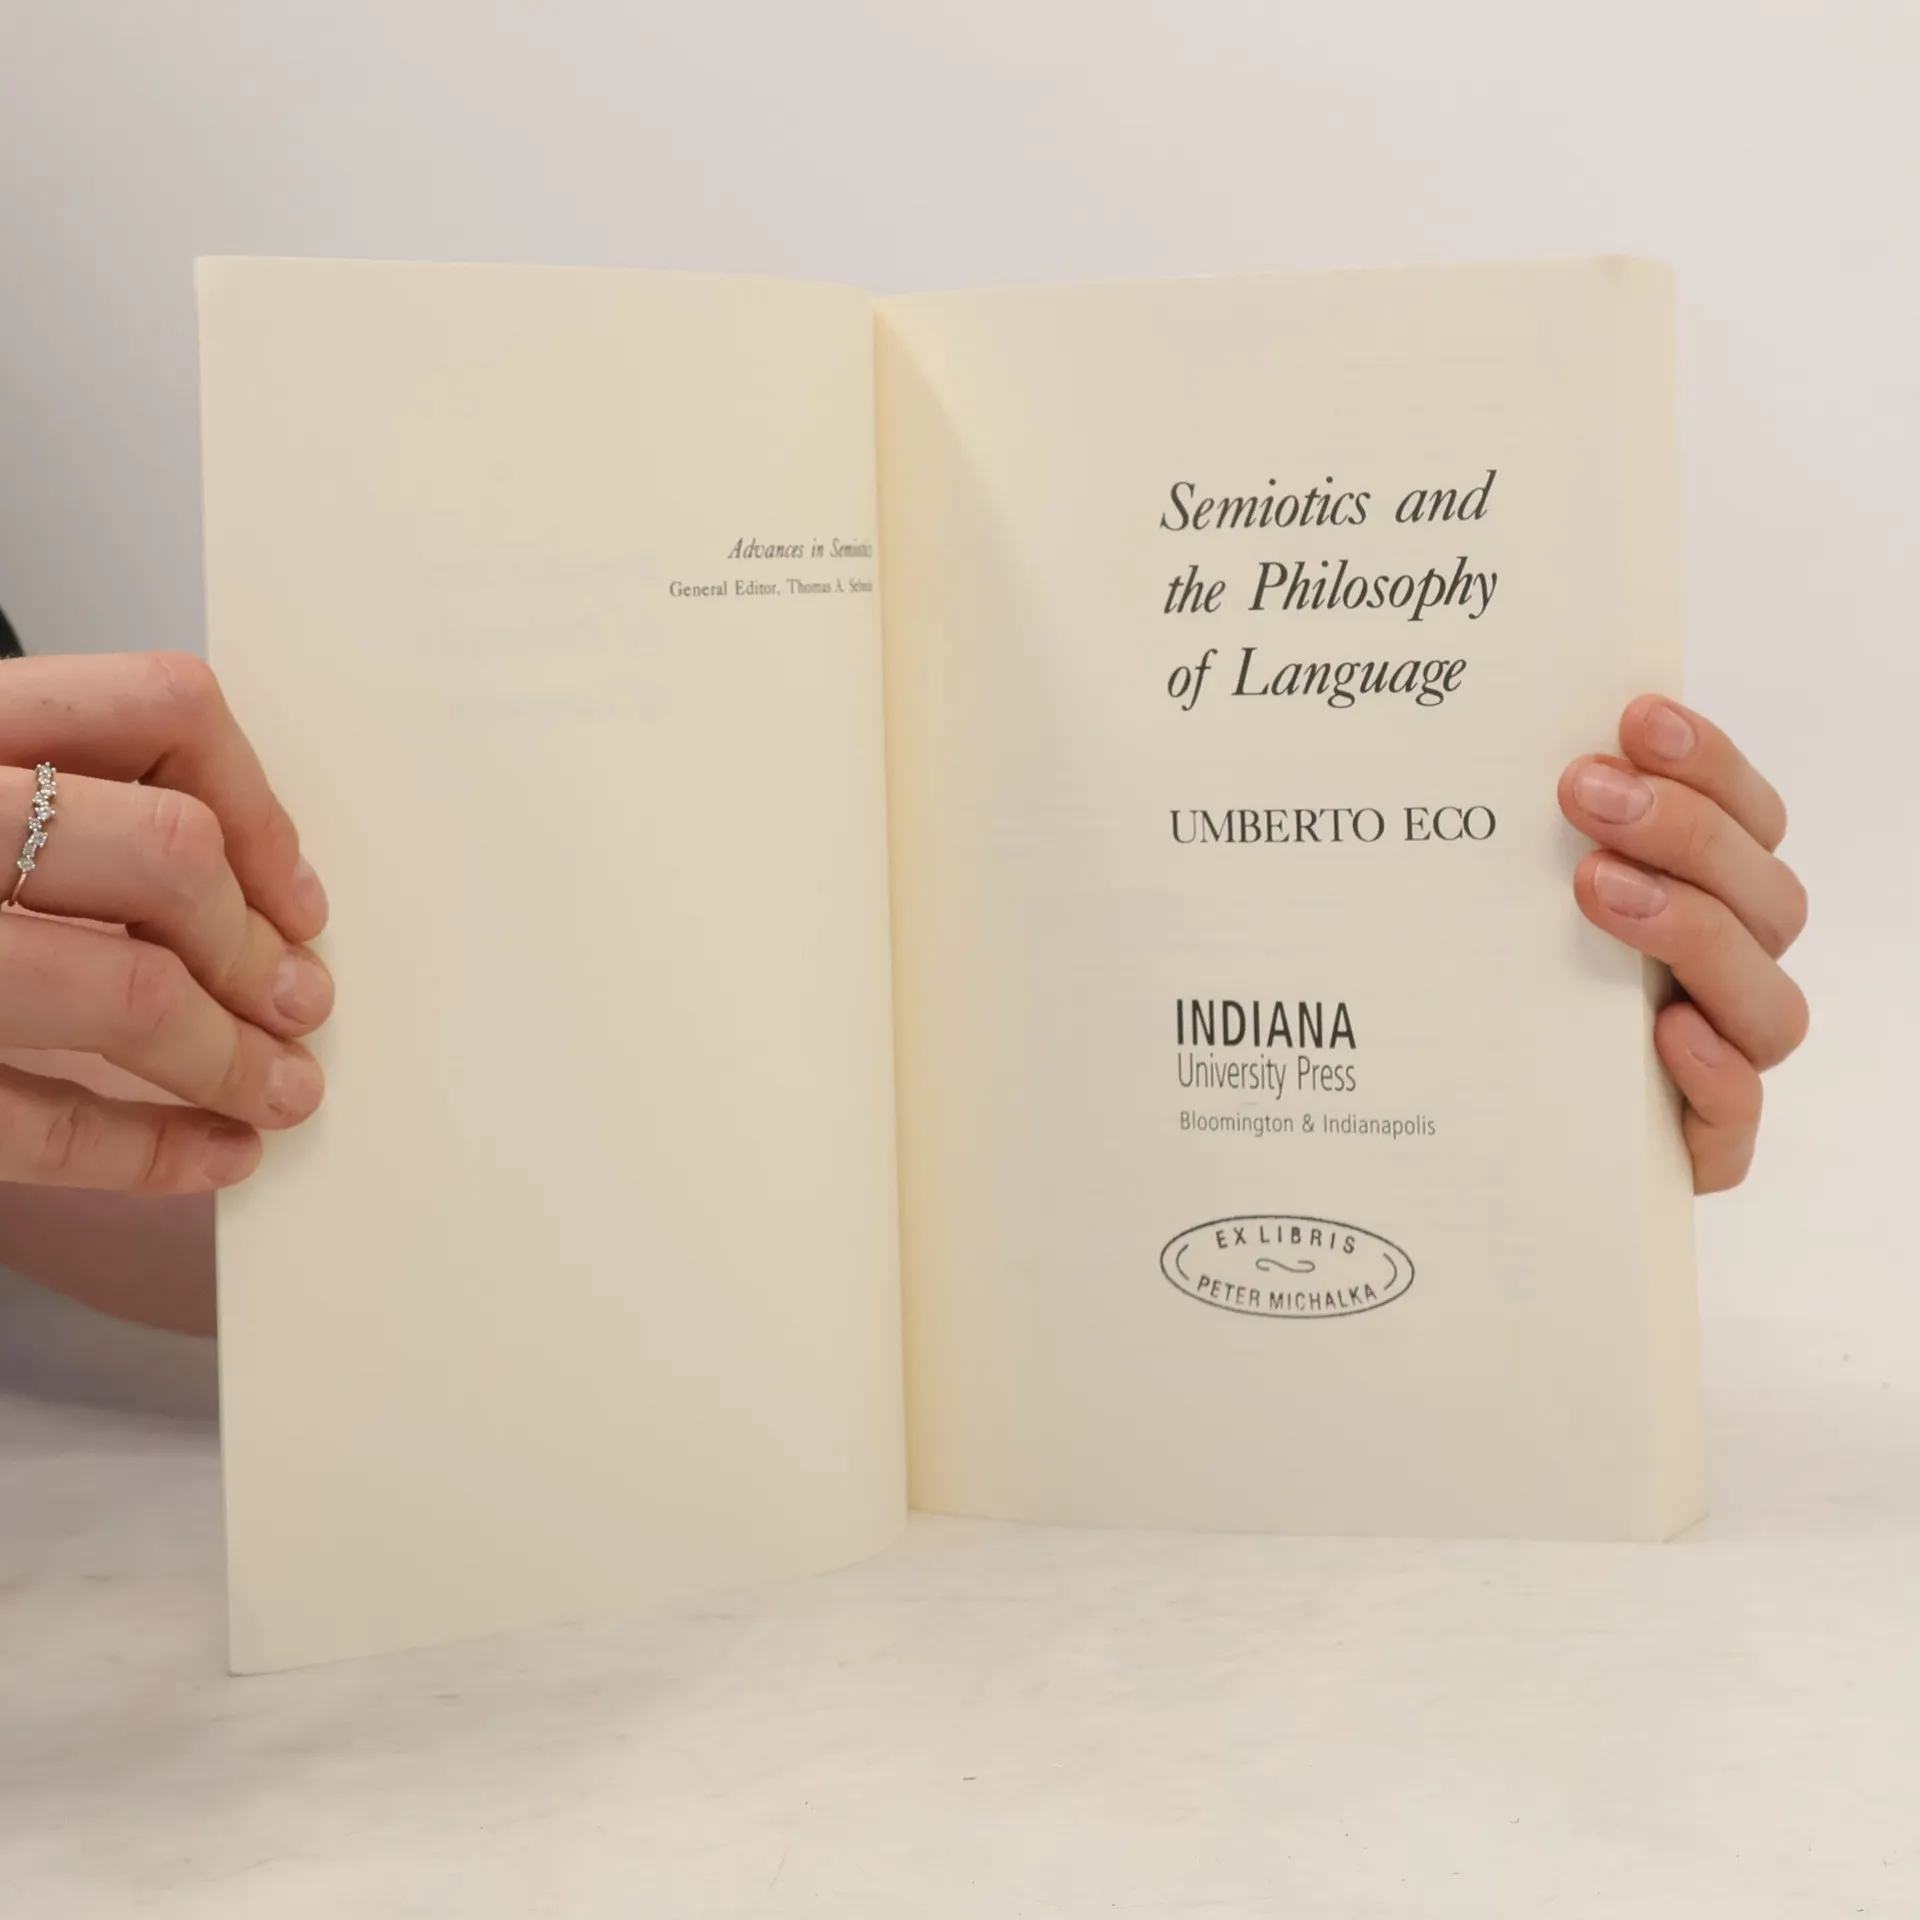 Advances in Semiotics
General Editor, Thomas A.
Semiotics and
the Philosophy
of Language
UMBERTO ECO
INDIANA
University Press
Bloomington & Indianapolis
EX LIBRIS
PETER MICHALKA